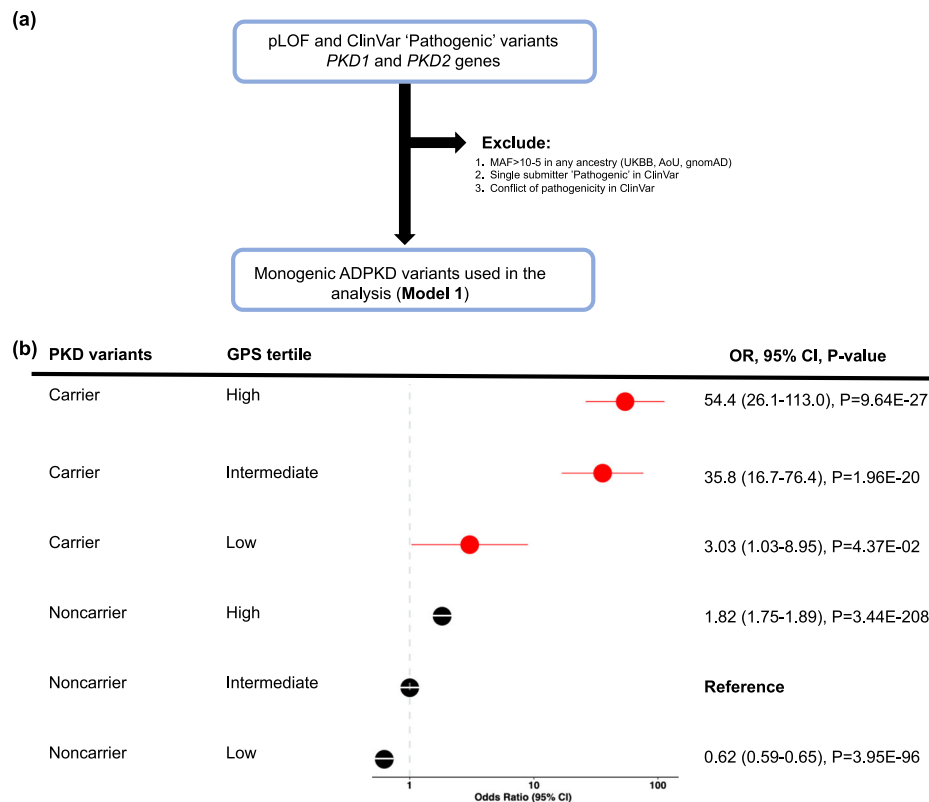 (a)
pLOF and ClinVar ‘Pathogenic’ variants
PKD1 and PKD2 genes
Exclude:
1. MAF>10-5 in any ancestry (UKBB, AoU, gnomAD)
2. Single submitter ’Pathogenic’ in ClinVar
3. Conflict of pathogenicity in ClinVar
Monogenic ADPKD variants used in the
analysis (Model 1)
(b)
PKD variants GPS tertile OR, 95% CI, P-value
Carrier High 54.4 (26.1-113.0), P=9.64E-27
Carrier Intermediate 35.8 (16.7-76.4), P=1.96E-20
Carrier Low 3.03 (1.03-8.95), P=4.37E-02
Noncarrier High 1.82 (1.75-1.89), P=3.44E-208
Noncarrier Intermediate Reference
Noncarrier Low 0.62 (0.59-0.65), P=3.95E-96
1 10 100
Odds Ratio (95% CI)